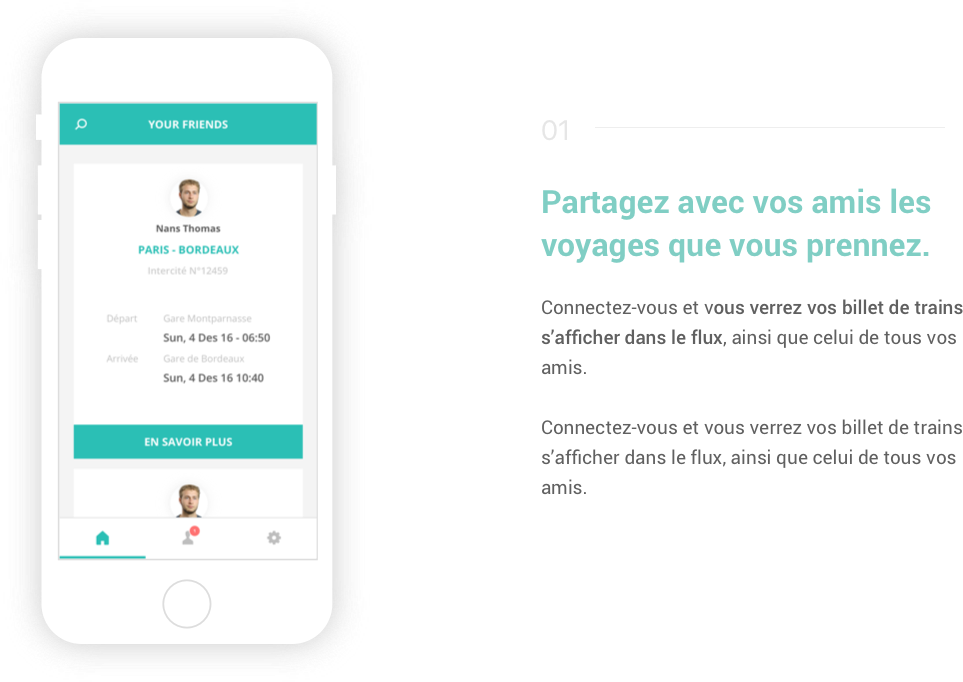 YOUR FRIENDS
Nans Thomas
PARIS - BORDEAUX
Intercité N°12459
Départ Gare Montparnasse
Sun, 4 Des 16 - 06:50
Arrivée Gare de Bordeaux
Sun, 4 Des 16 10:40
EN SAVOIR PLUS
01
Partagez avec vos amis les
voyages que vous prennez.
Connectez-vous et vous verrez vos billet de trains
s’afficher dans le flux, ainsi que celui de tous vos
amis.
Connectez-vous et vous verrez vos billet de trains
s’afficher dans le flux, ainsi que celui de tous vos
amis.